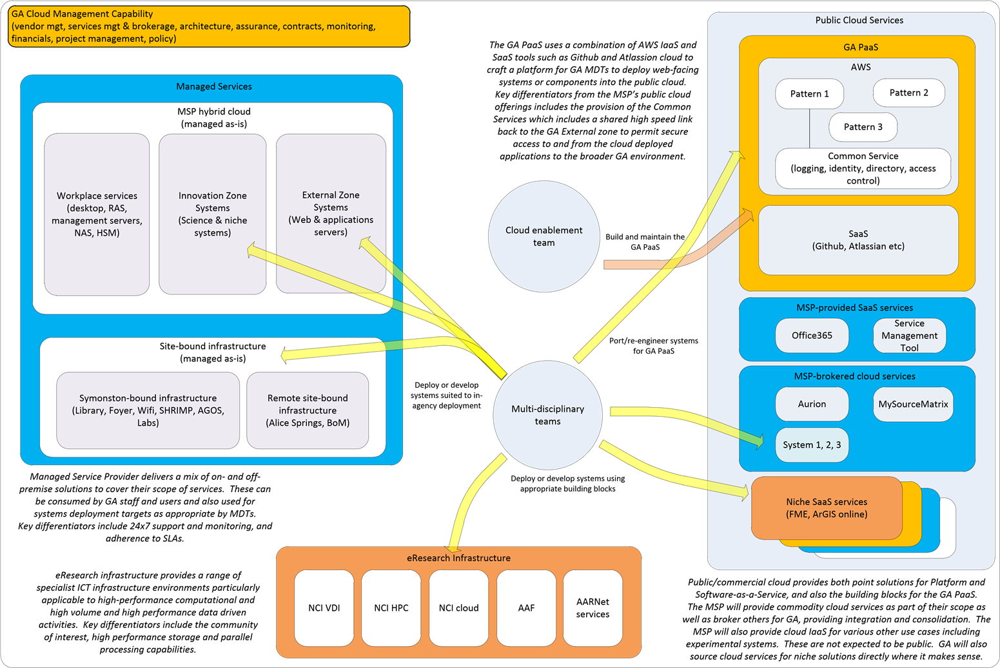 GA Cloud Management Capability
(vendor mgt, services mgt & brokerage, architecture, assurance, contracts, monitoring,
financials, project management, policy)
Managed Services
MSP hybrid cloud
(managed as-is)
Workplace services
(desktop, RAS,
management servers,
NAS, HSM)
Innovation Zone
Systems
(Science & niche
systems)
External Zone
Systems
(Web & applications
servers)
Site-bound infrastructure
(managed as-is)
Symonston-bound infrastructure
(Library, Foyer, Wifi, SHRIMP, AGOS,
Labs)
Remote site-bound
infrastructure
(Alice Springs, BoM)
Managed Service Provider delivers a mix of on- and off-
premise solutions to cover their scope of services.  These can
be consumed by GA staff and users and also used for
systems deployment targets as appropriate by MDTs.
Key differentiators include 24x7 support and monitoring, and
adherence to SLAs.
eResearch infrastructure provides a range of
specialist ICT infrastructure environments particularly
applicable to high-performance computational and
high volume and high performance data driven
activities.  Key differentiators include the community
of interest, high performance storage and parallel
processing capabilities.
The GA PaaS uses a combination of AWS IaaS and
SaaS tools such as Github and Atlassion cloud to
craft a platform for GA MDTs to deploy web-facing
systems or components into the public cloud.
Key differentiators from the MSP's public cloud
offerings includes the provision of the Common
Services which includes a shared high speed link
back to the GA External zone to permit secure
access to and from the cloud deployed
applications to the broader GA environment.
Cloud enablement
team
Build and maintain the
GA PaaS
Port/re-engineer systems
for GA PaaS
Deploy or develop
systems suited to in-
agency deployment
Multi-disciplinary
teams
Deploy or develop systems using
appropriate building blocks
eResearch Infrastructure
NCI VDI
NCI HPC
NCI cloud
AAF
AARNet
services
Public Cloud Services
GA PaaS
AWS
Pattern 1
Pattern 2
Pattern 3
Common Service
(logging, identity, directory, access
control)
SaaS
(Github, Atlassian etc)
MSP-provided SaaS services
Office365
Service
Management
Tool
MSP-brokered cloud services
Aurion
MySourceMatrix
System 1, 2, 3
Niche SaaS services
(FME, ArGIS online)
Public/commercial cloud provides both point solutions for Platform and
Software-as-a-Service, and also the building blocks for the GA PaaS.
The MSP will provide commodity cloud services as part of their scope as
well as broker others for GA, providing integration and consolidation.  The
MSP will also provide cloud IaaS for various other use cases including
experimental systems.  These are not expected to be public.  GA will also
source cloud services for niche solutions directly where it makes sense.